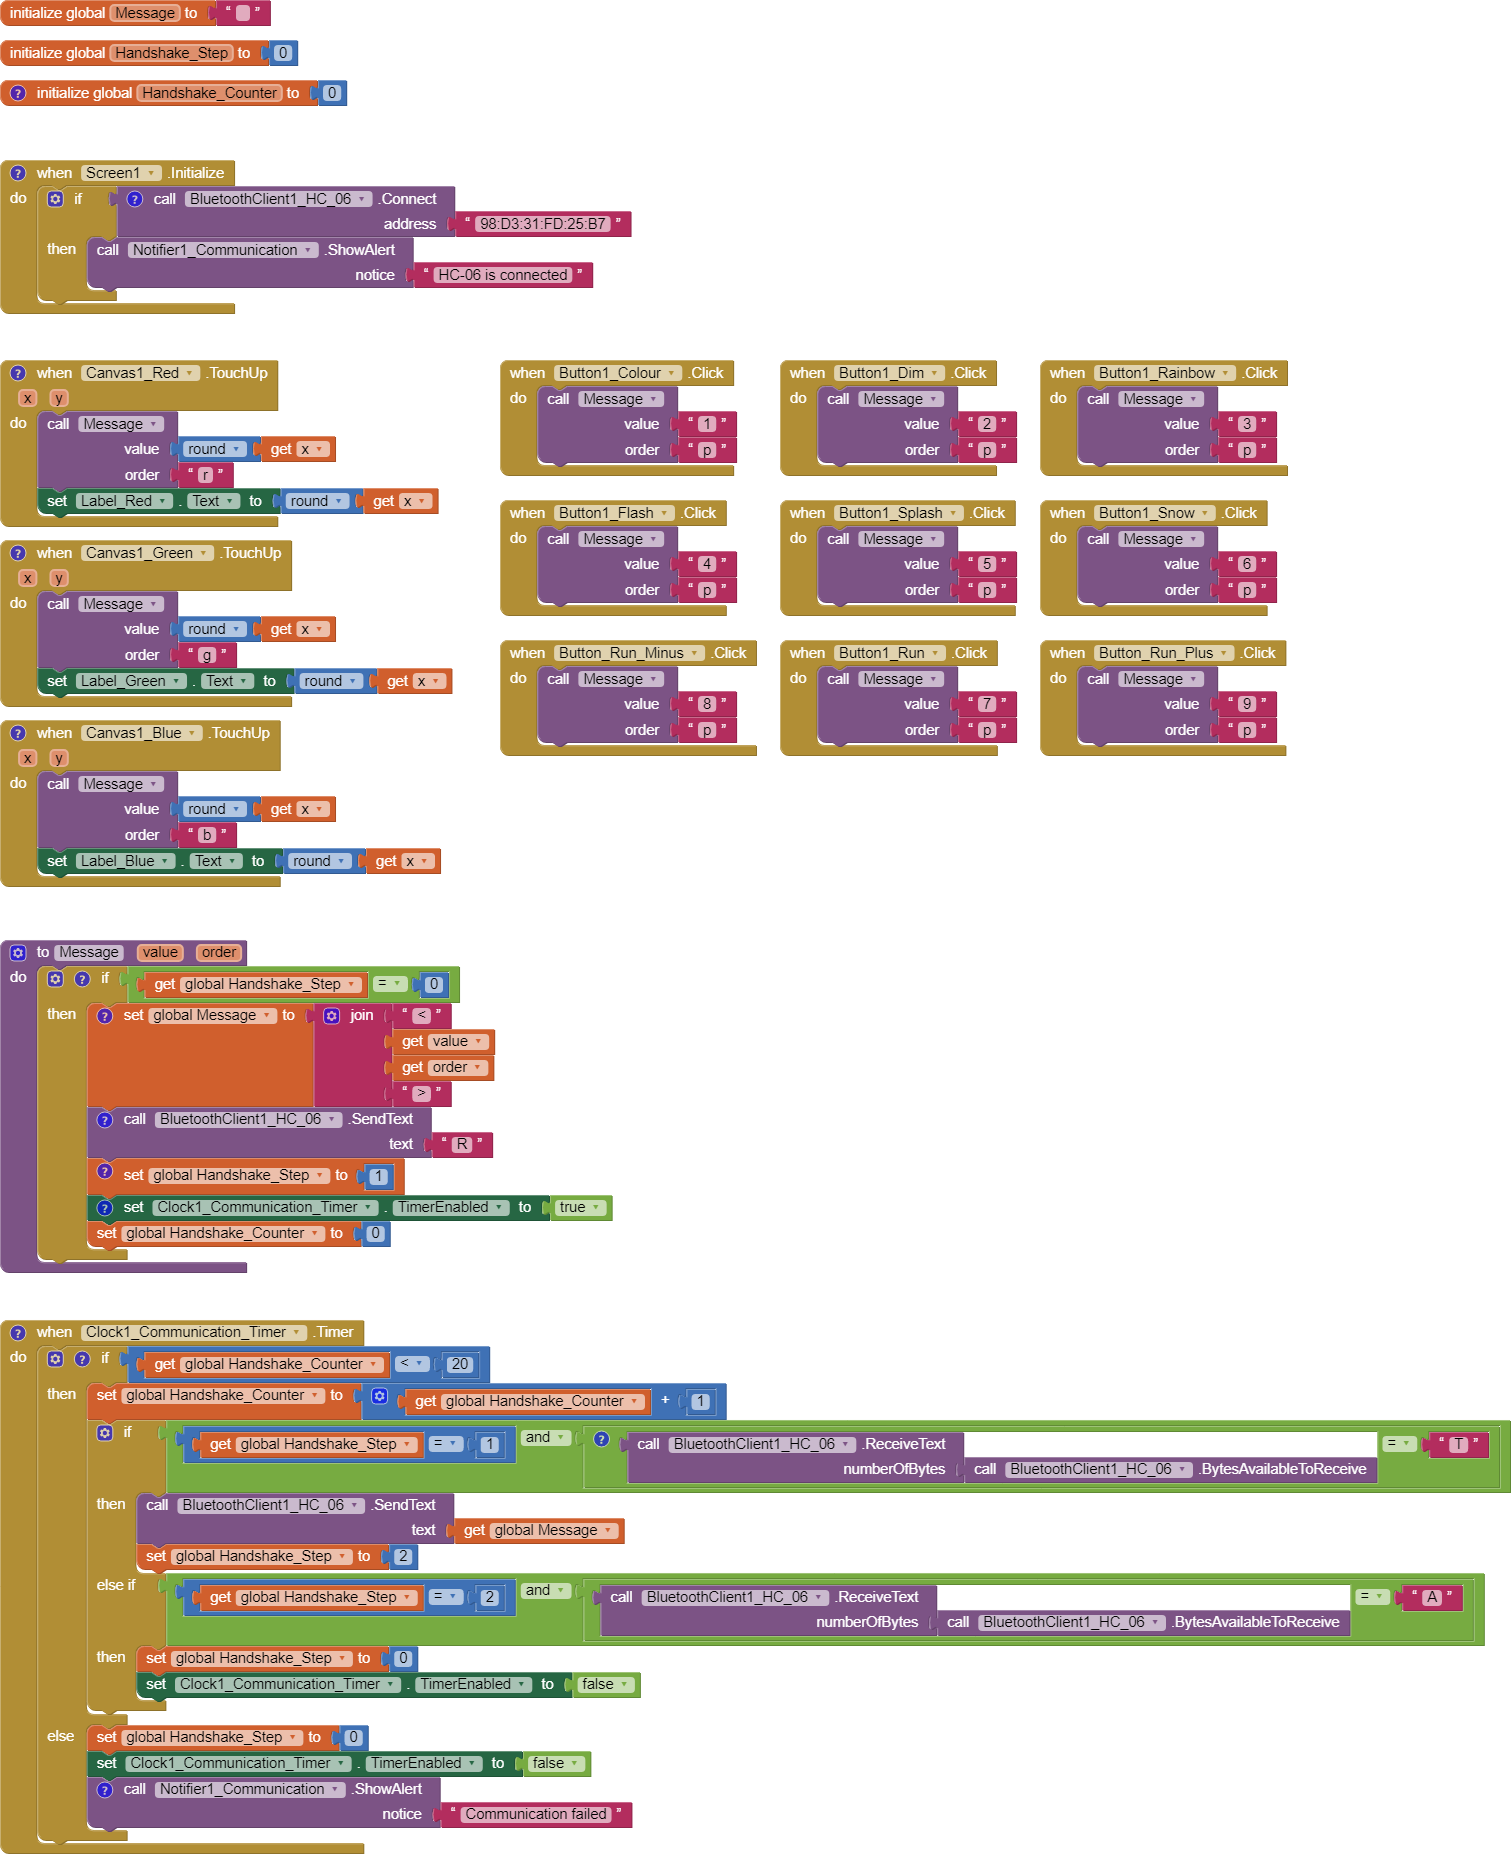 initialize global Message to “ ”
initialize global Handshake_Step to 0
? initialize global Handshake_Counter to 0
? when Screen1 .Initialize
do if ? call BluetoothClient1_HC_06 .Connect
address “ 98:D3:31:FD:25:B7 ”
then call Notifier1_Communication .ShowAlert
notice “ HC-06 is connected ”
? when Canvas1_Red .TouchUp
x y
do call Message
value round get x
order “ r ”
set Label_Red . Text to round get x
? when Canvas1_Green .TouchUp
x y
do call Message
value round get x
order “ g ”
set Label_Green . Text to round get x
? when Canvas1_Blue .TouchUp
x y
do call Message
value round get x
order “ b ”
set Label_Blue . Text to round get x
when Button1_Colour .Click
do call Message
value “ 1 ”
order “ p ”
when Button1_Dim .Click
do call Message
value “ 2 ”
order “ p ”
when Button1_Rainbow .Click
do call Message
value “ 3 ”
order “ p ”
when Button1_Flash .Click
do call Message
value “ 4 ”
order “ p ”
when Button1_Splash .Click
do call Message
value “ 5 ”
order “ p ”
when Button1_Snow .Click
do call Message
value “ 6 ”
order “ p ”
when Button_Run_Minus .Click
do call Message
value “ 8 ”
order “ p ”
when Button1_Run .Click
do call Message
value “ 7 ”
order “ p ”
when Button_Run_Plus .Click
do call Message
value “ 9 ”
order “ p ”
to Message value order
do ? if get global Handshake_Step = 0
then ? set global Message to join “ < ”
get value
get order
“ > ”
? call BluetoothClient1_HC_06 .SendText
text “ R ”
? set global Handshake_Step to 1
? set Clock1_Communication_Timer . TimerEnabled to true
set global Handshake_Counter to 0
? when Clock1_Communication_Timer .Timer
do ? if get global Handshake_Counter < 20
then set global Handshake_Counter to get global Handshake_Counter + 1
if get global Handshake_Step = 1 and ? call BluetoothClient1_HC_06 .ReceiveText = “ T ”
numberOfBytes call BluetoothClient1_HC_06 .BytesAvailableToReceive
then call BluetoothClient1_HC_06 .SendText
text get global Message
set global Handshake_Step to 2
else if get global Handshake_Step = 2 and call BluetoothClient1_HC_06 .ReceiveText = “ A ”
numberOfBytes call BluetoothClient1_HC_06 .BytesAvailableToReceive
then set global Handshake_Step to 0
set Clock1_Communication_Timer . TimerEnabled to false
else set global Handshake_Step to 0
set Clock1_Communication_Timer . TimerEnabled to false
? call Notifier1_Communication .ShowAlert
notice “ Communication failed ”